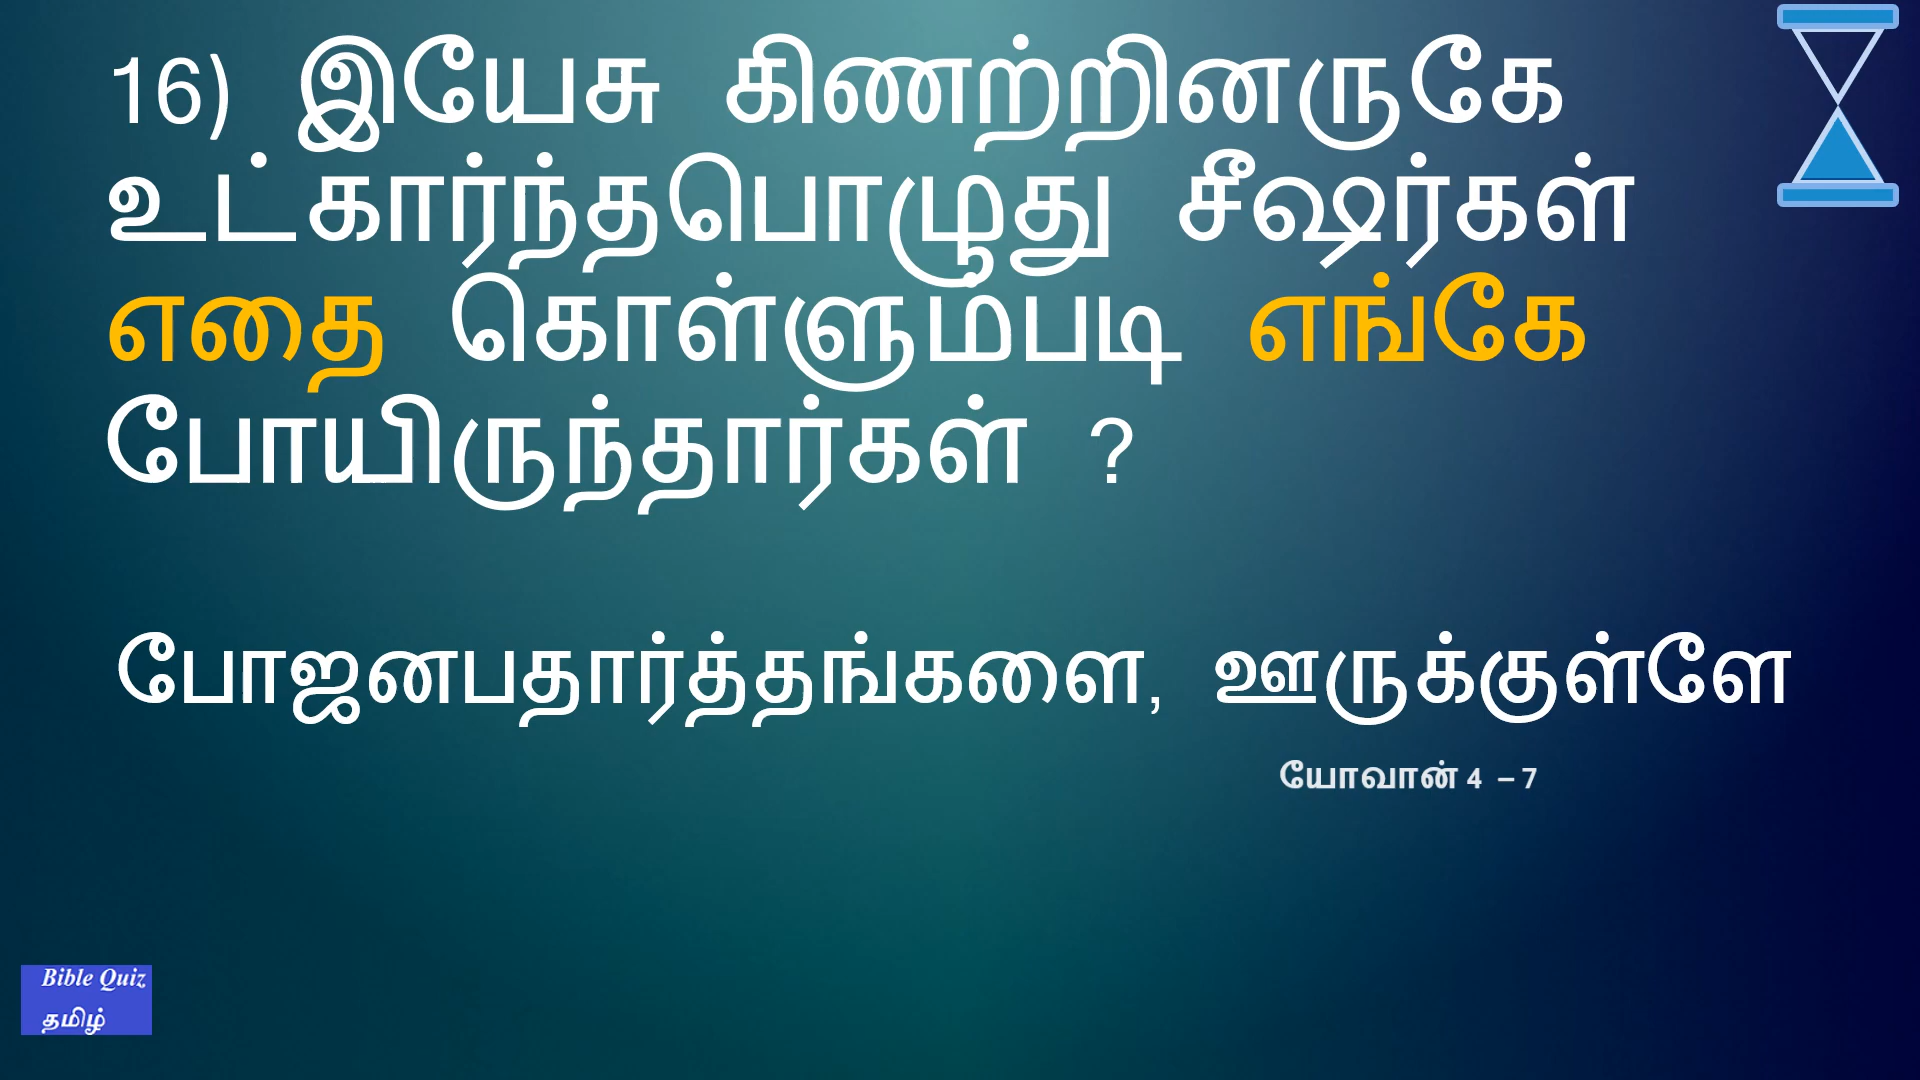 16) இயேசு கிணற்றினருகே
உட்கார்ந்தபொழுது சீஷர்கள்
எதை கொள்ளும்படி எங்கே
போயிருந்தார்கள் ?
போஜனபதார்த்தங்களை, ஊருக்குள்ளே
யோவான் 4 – 7
Bible Quiz
தமிழ்